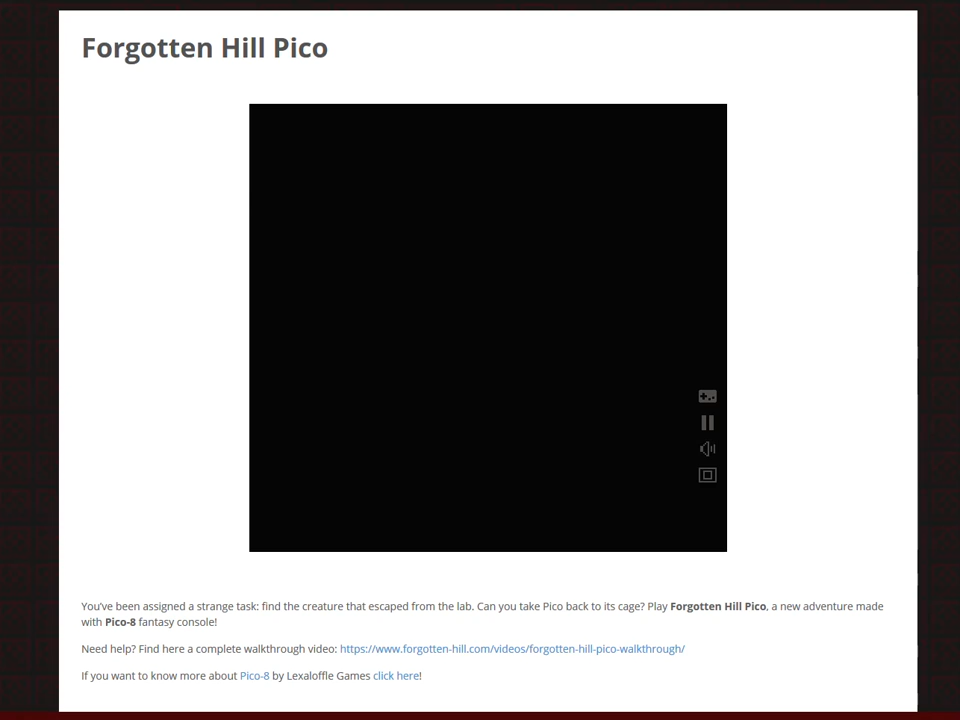 Forgotten Hill Pico
You've been assigned a strange task: find the creature that escaped from the lab. Can you take Pico back to its cage? Play Forgotten Hill Pico, a new adventure made
with Pico-8 fantasy console!
Need help? Find here a complete walkthrough video: https://www.forgotten-hill.com/videos/forgotten-hill-pico-walkthrough/
If you want to know more about Pico-8 by Lexaloffle Games click here!